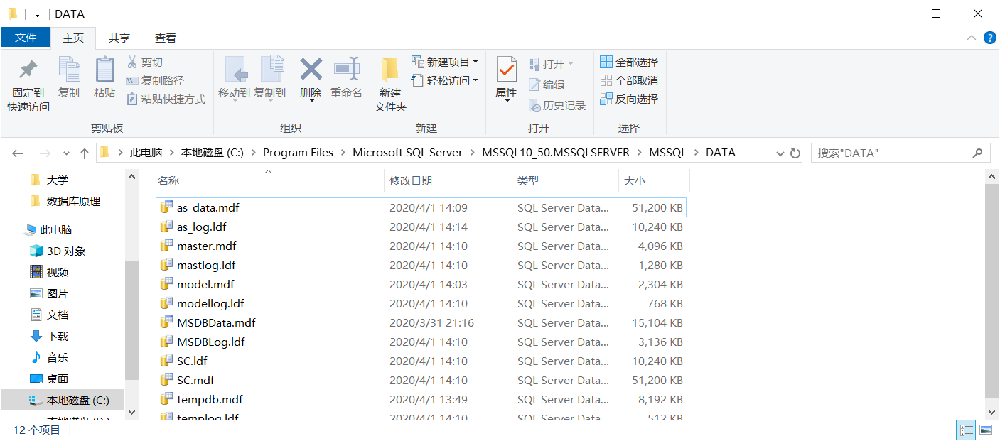 DATA
文件 主页 共享 查看
固定到快速访问 复制 粘贴 剪切 复制路径 粘贴快捷方式
移动到 复制到 删除 重命名
新建文件夹 新建项目 轻松访问
属性 打开 编辑 历史记录
全部选择 全部取消 反向选择
剪贴板 组织 新建 打开 选择
此电脑 本地磁盘 (C:) Program Files Microsoft SQL Server MSSQL10_50.MSSQLSERVER MSSQL DATA
搜索"DATA"
大学
数据库原理
此电脑
3D 对象
视频
图片
文档
下载
音乐
桌面
本地磁盘 (C:)
本地磁盘 (D:)
名称 修改日期 类型 大小
as_data.mdf 2020/4/1 14:09 SQL Server Data... 51,200 KB
as_log.ldf 2020/4/1 14:14 SQL Server Data... 10,240 KB
master.mdf 2020/4/1 14:10 SQL Server Data... 4,096 KB
mastlog.ldf 2020/4/1 14:10 SQL Server Data... 1,280 KB
model.mdf 2020/4/1 14:03 SQL Server Data... 2,304 KB
modellog.ldf 2020/4/1 14:10 SQL Server Data... 768 KB
MSDBData.mdf 2020/3/31 21:16 SQL Server Data... 15,104 KB
MSDBLog.ldf 2020/4/1 14:10 SQL Server Data... 3,136 KB
SC.ldf 2020/4/1 14:10 SQL Server Data... 10,240 KB
SC.mdf 2020/4/1 14:10 SQL Server Data... 51,200 KB
tempdb.mdf 2020/4/1 13:49 SQL Server Data... 8,192 KB
templog.ldf 2020/4/1 14:10 SQL Server Data... 512 KB
12 个项目